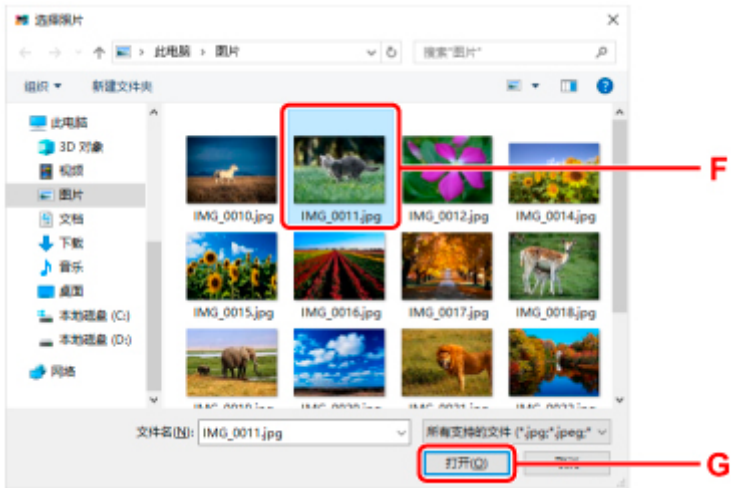 选择照片
此电脑 › 图片
搜索"图片"
组织
新建文件夹
此电脑
3D 对象
视频
图片
文档
下载
音乐
桌面
本地磁盘 (C:)
本地磁盘 (D:)
网络
IMG_0010.jpg IMG_0011.jpg IMG_0012.jpg IMG_0014.jpg
F
IMG_0015.jpg IMG_0016.jpg IMG_0017.jpg IMG_0018.jpg
文件名(N): IMG_0011.jpg
所有支持的文件 (*.jpg;*.jpeg;*
打开(O)
G